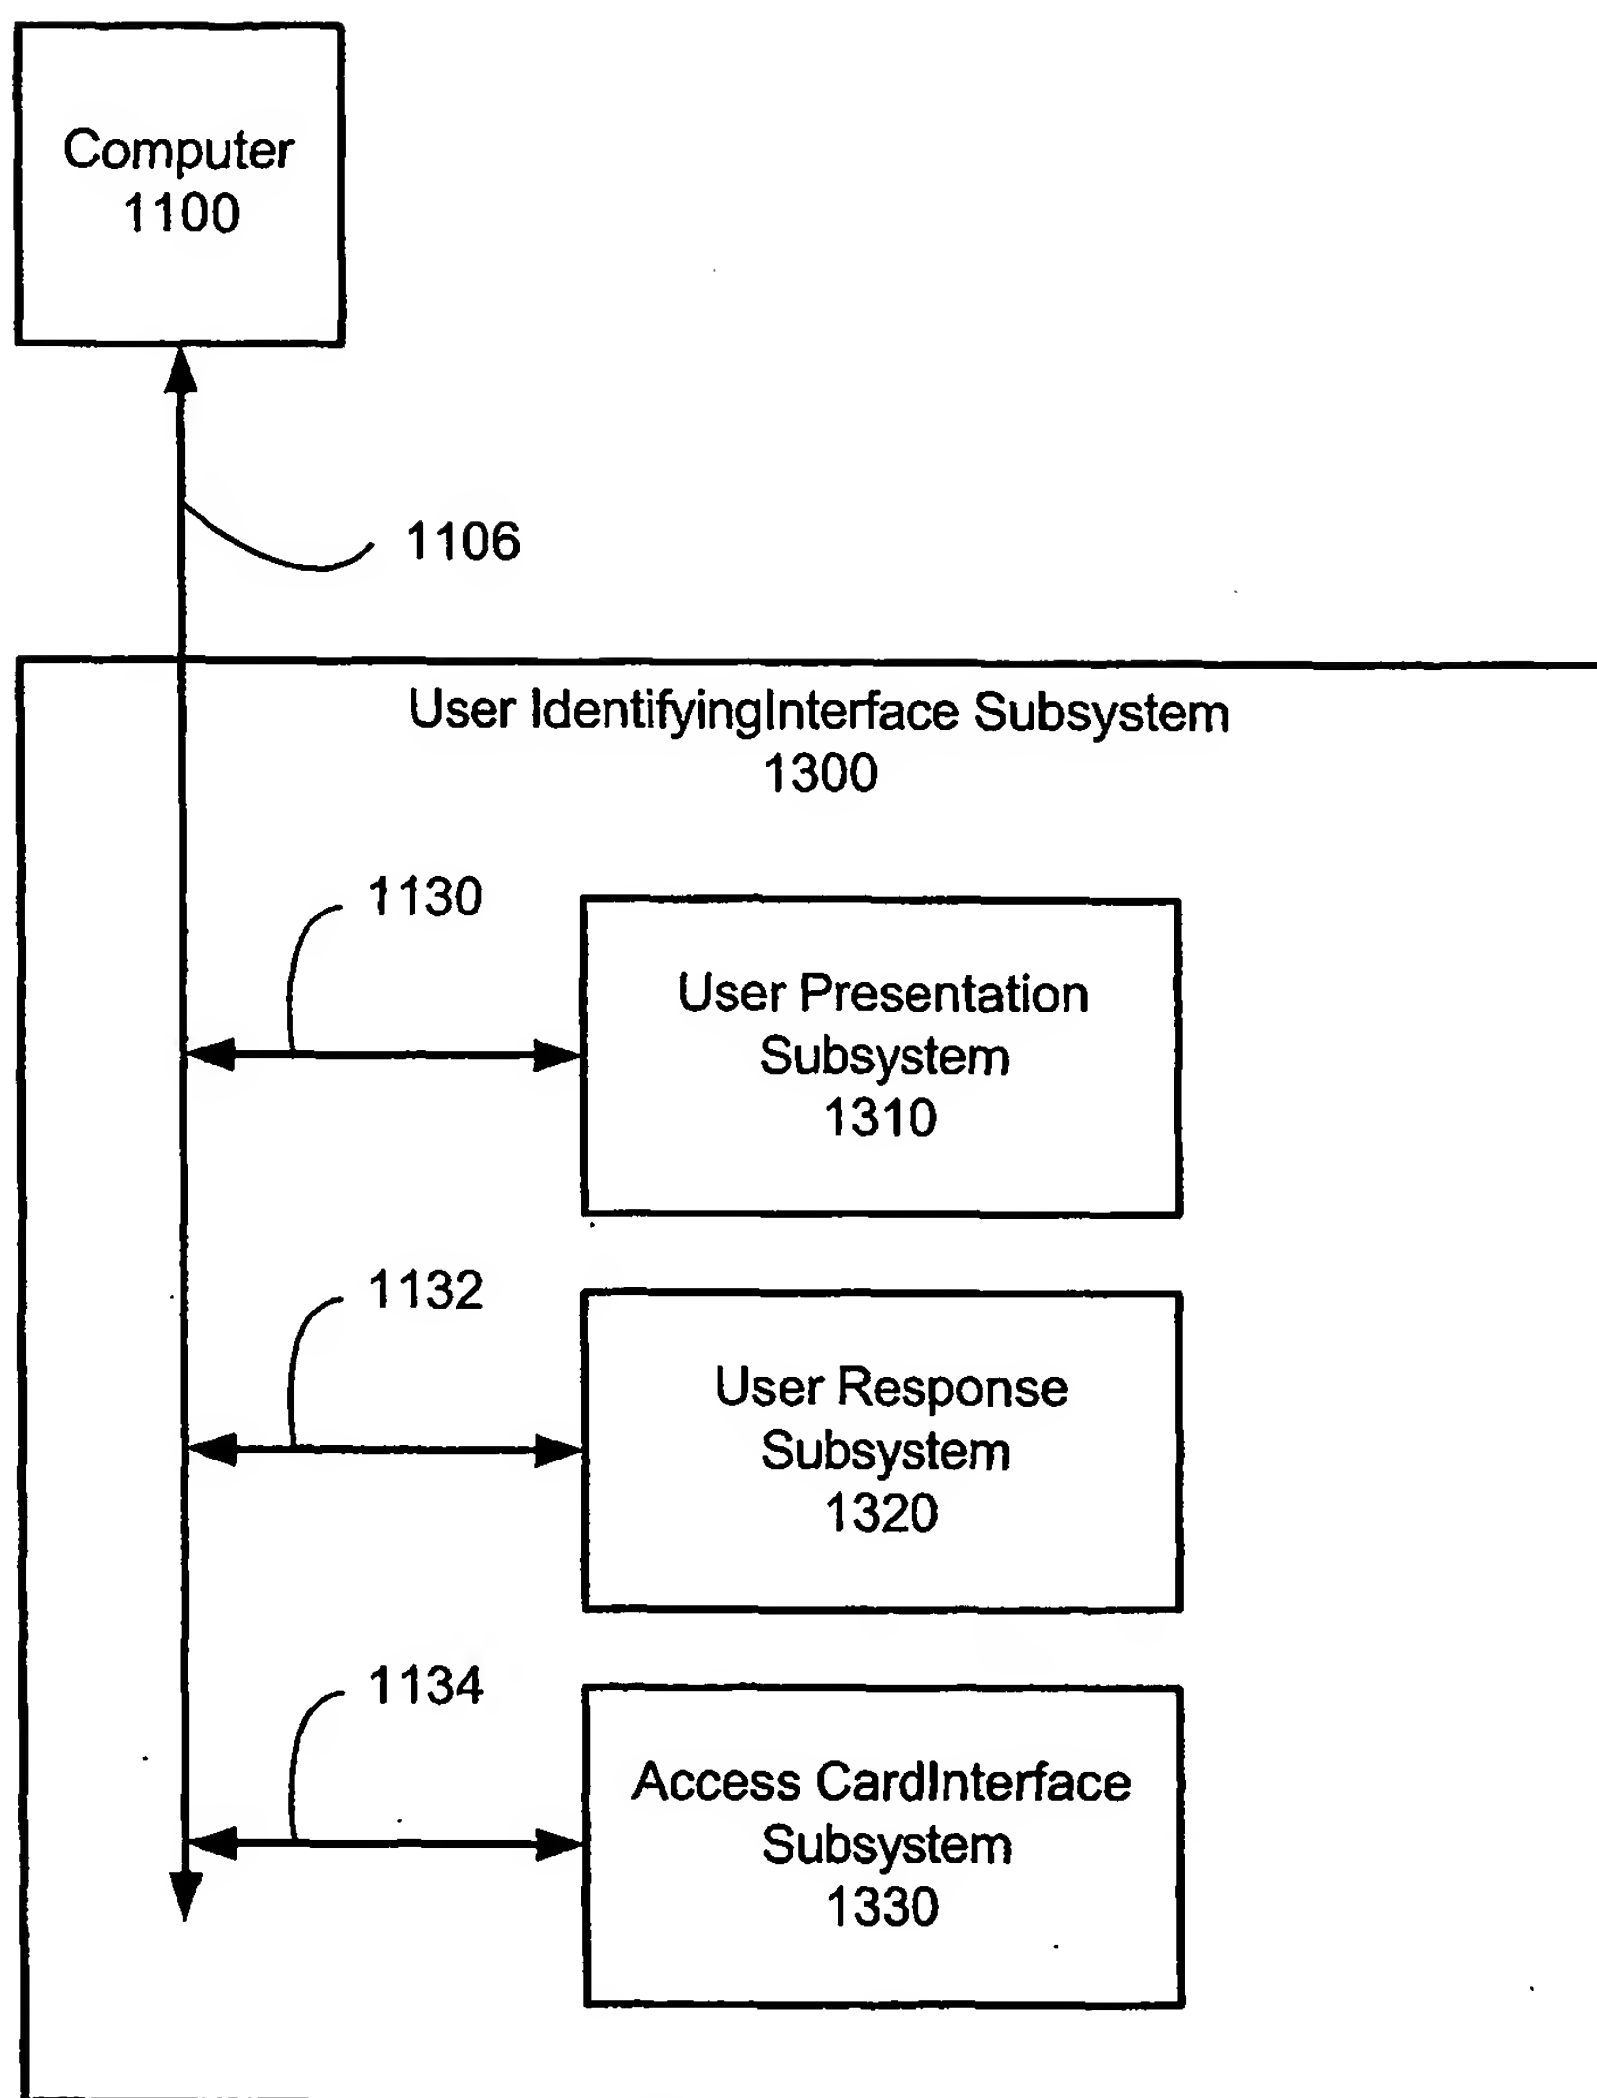 Computer
1100
1106
User IdentifyingInterface Subsystem
1300
1130
User Presentation
Subsystem
1310
1132
User Response
Subsystem
1320
1134
Access CardInterface
Subsystem
1330